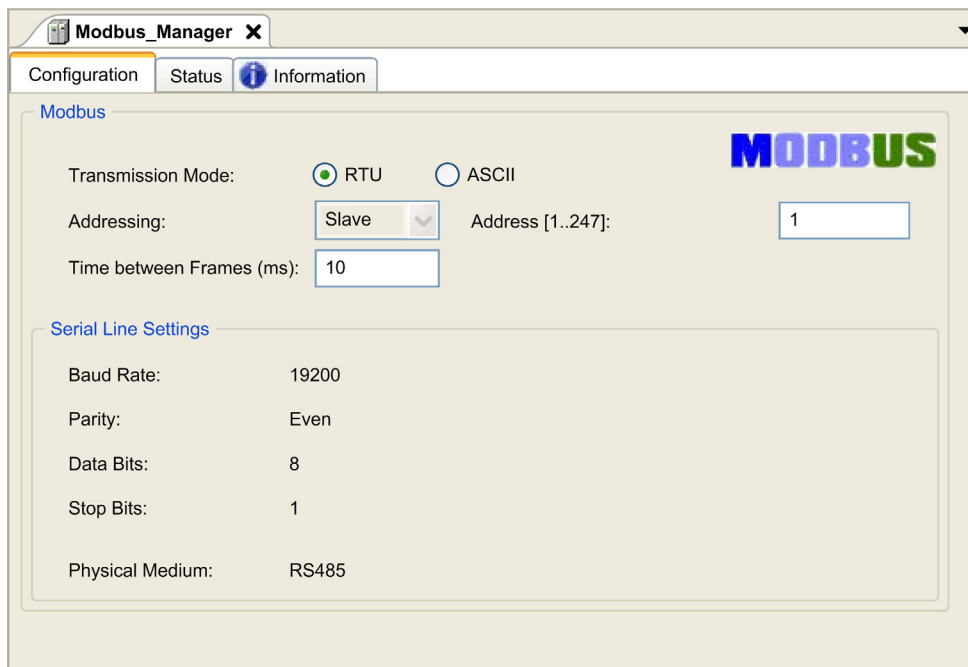 Modbus_Manager
Configuration Status Information
Modbus
MODBUS
Transmission Mode: RTU ASCII
Addressing: Slave Address [1..247]: 1
Time between Frames (ms): 10
Serial Line Settings
Baud Rate: 19200
Parity: Even
Data Bits: 8
Stop Bits: 1
Physical Medium: RS485